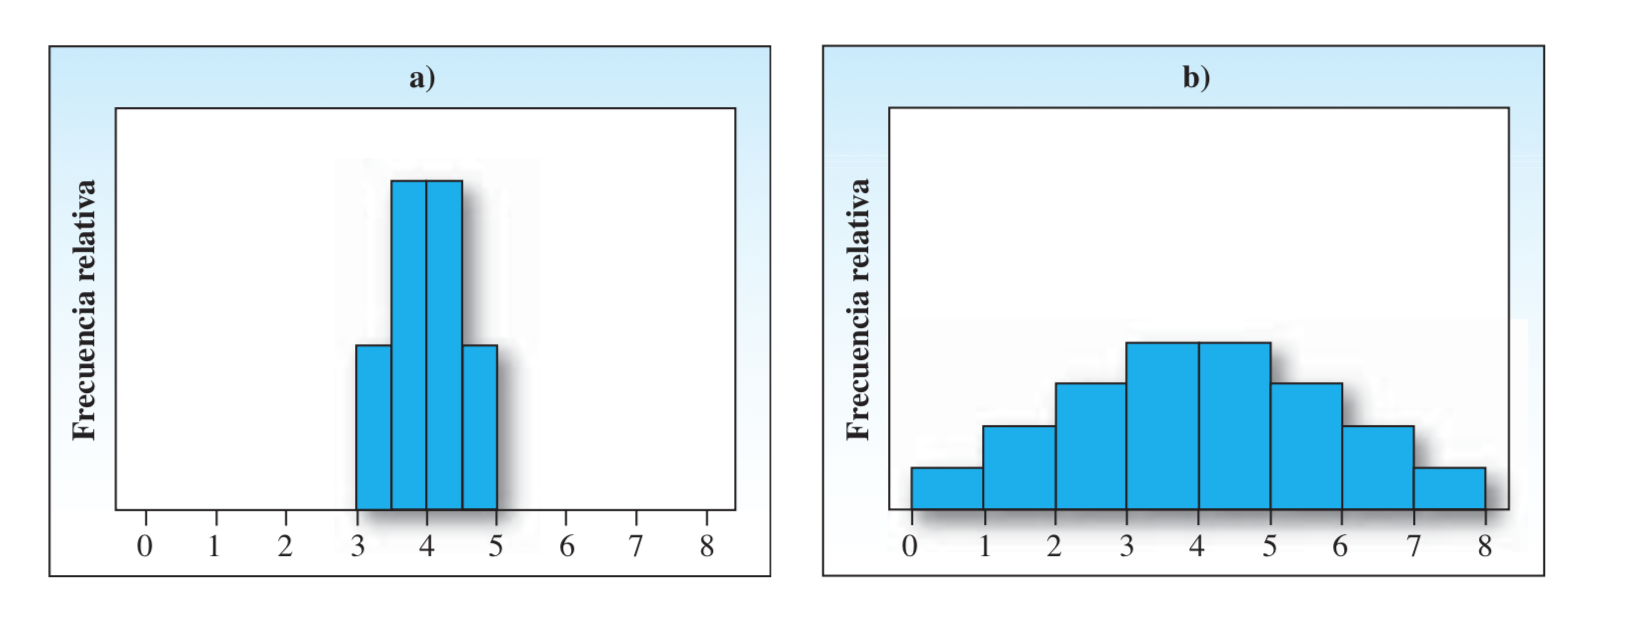 a)
Frecuencia relativa
0 1 2 3 4 5 6 7 8
b)
Frecuencia relativa
0 1 2 3 4 5 6 7 8